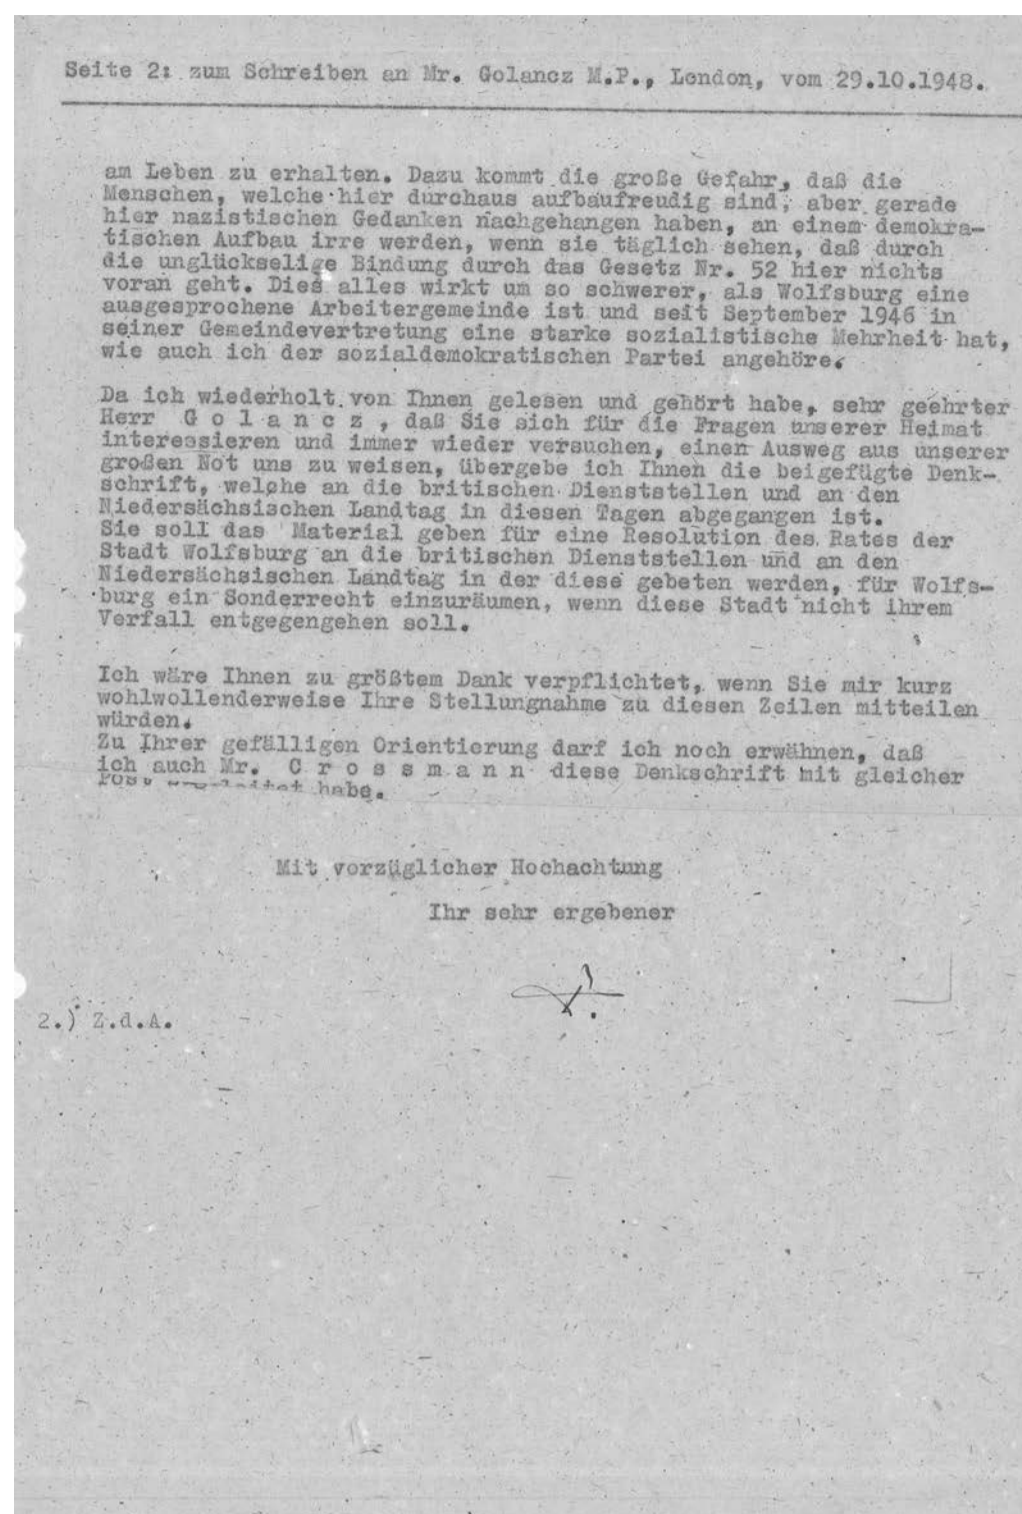 Seite 2: zum Schreiben an Mr. Golancz M.P., London, vom 29.10.1948.
am Leben zu erhalten. Dazu kommt die große Gefahr, daß die
Menschen, welche hier durchaus aufbaufreudig sind, aber gerade
hier nazistischen Gedanken nachgehangen haben, an einem demokra-
tischen Aufbau irre werden, wenn sie täglich sehen, daß durch
die unglückselige Bindung durch das Gesetz Nr. 52 hier nichts
voran geht. Dies alles wirkt um so schwerer, als Wolfsburg eine
ausgesprochene Arbeitergemeinde ist und seit September 1946 in
seiner Gemeindevertretung eine starke sozialistische Mehrheit hat,
wie auch ich der sozialdemokratischen Partei angehöre.
Da ich wiederholt von Ihnen gelesen und gehört habe, sehr geehrter
Herr G o l a n c z , daß Sie sich für die Fragen unserer Heimat
interessieren und immer wieder versuchen, einen Ausweg aus unserer
großen Not uns zu weisen, übergebe ich Ihnen die beigefügte Denk-
schrift, welche an die britischen Dienststellen und an den
Niedersächsischen Landtag in diesen Tagen abgegangen ist.
Sie soll das Material geben für eine Resolution des Rates der
Stadt Wolfsburg an die britischen Dienststellen und an den
Niedersächsischen Landtag in der diese gebeten werden, für Wolfs-
burg ein Sonderrecht einzuräumen, wenn diese Stadt nicht ihrem
Verfall entgegengehen soll.
Ich wäre Ihnen zu größtem Dank verpflichtet, wenn Sie mir kurz
wohlwollenderweise Ihre Stellungnahme zu diesen Zeilen mitteilen
würden.
Zu Ihrer gefälligen Orientierung darf ich noch erwähnen, daß
ich auch Mr. C r o s s m a n n diese Denkschrift mit gleicher
Post habe.
Mit vorzüglicher Hochachtung
Ihr sehr ergebener
2.) Z.d.A.